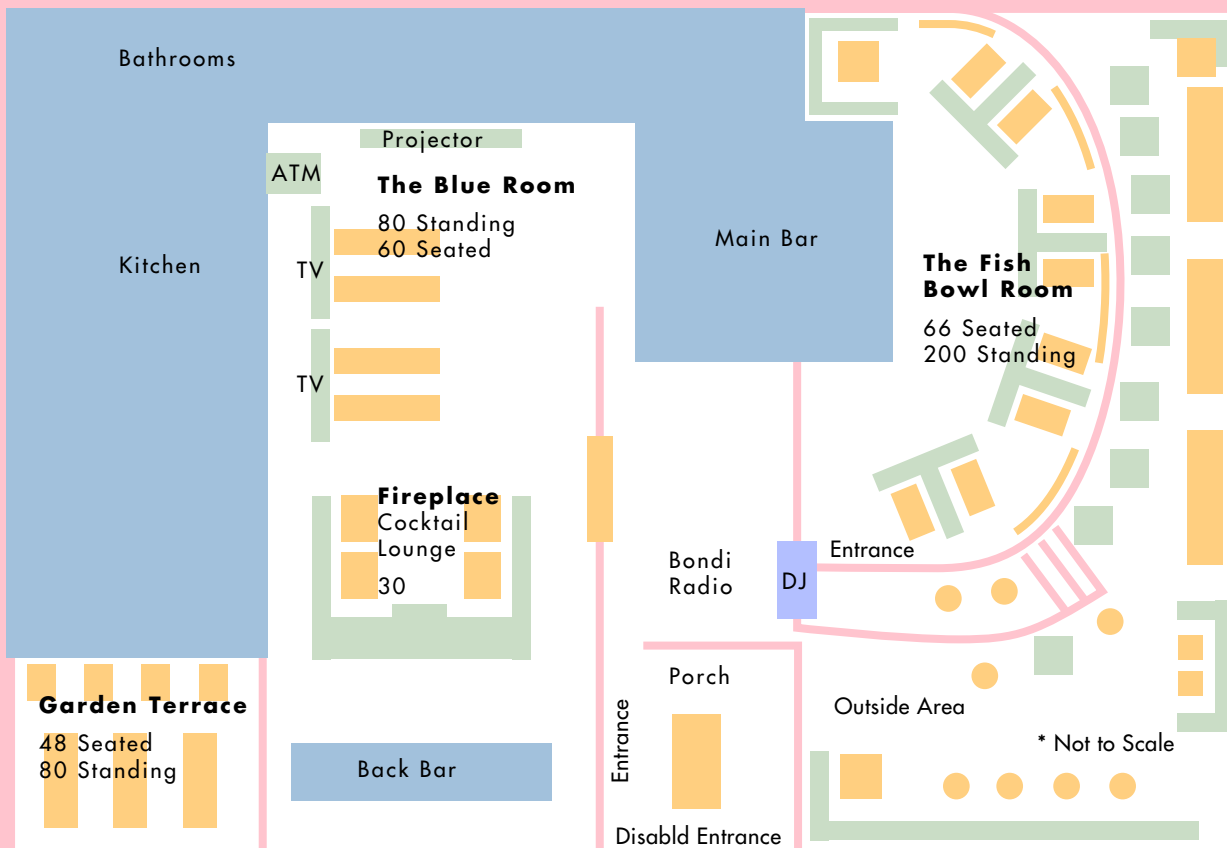 Bathrooms
Projector
ATM
The Blue Room
80 Standing
60 Seated
Kitchen
TV
TV
Main Bar
The Fish
Bowl Room
66 Seated
200 Standing
Fireplace
Cocktail
Lounge
30
Bondi
Radio
DJ
Entrance
Garden Terrace
48 Seated
80 Standing
Back Bar
Entrance
Porch
Disabld Entrance
Outside Area
* Not to Scale